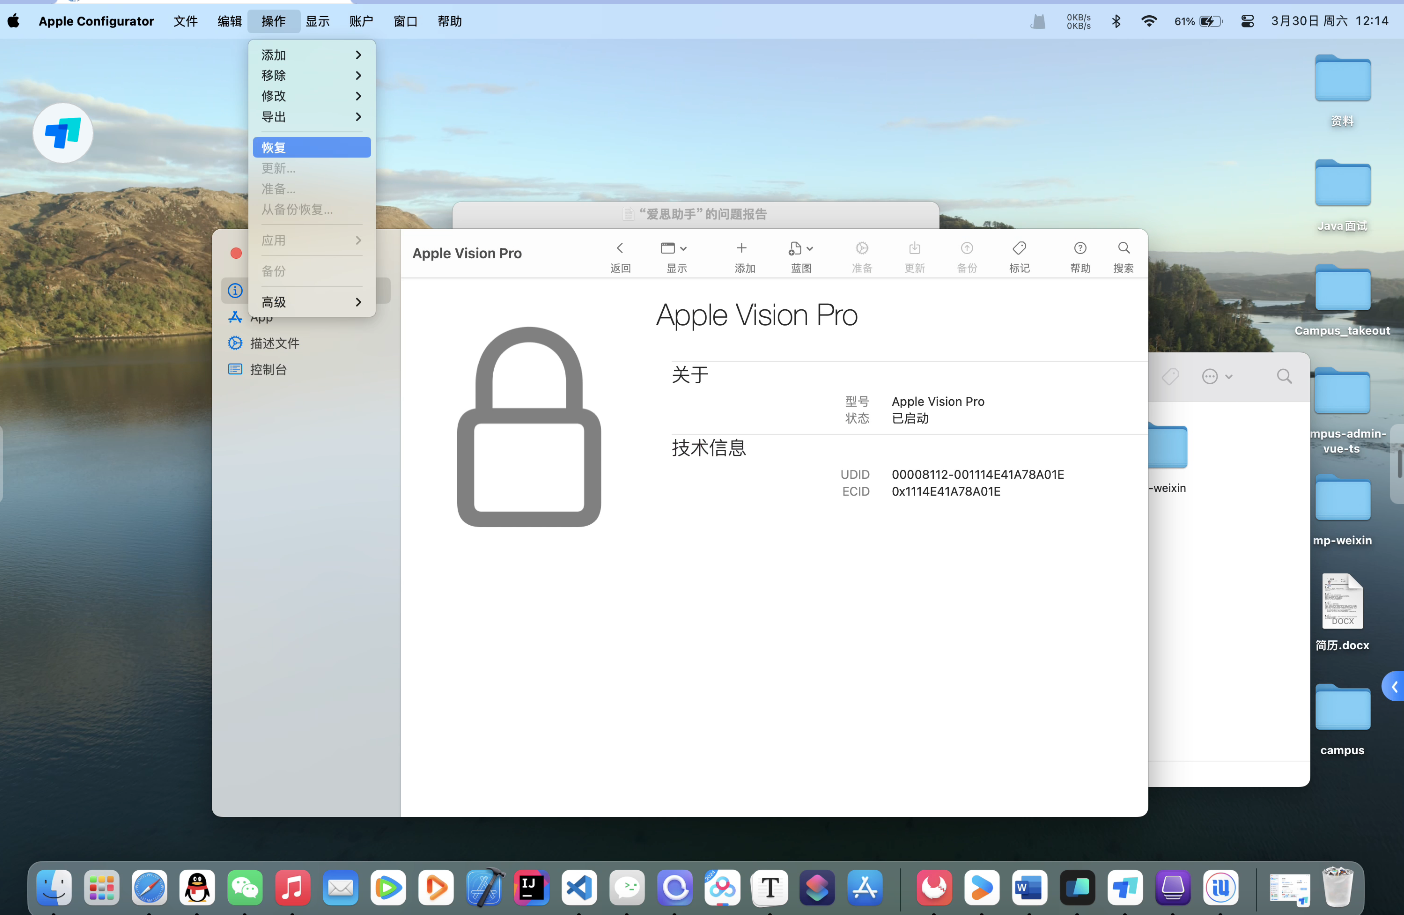 Apple Configurator 文件 编辑 操作 显示 账户 窗口 帮助
0KB/s
0KB/s
61%
3月30日 周六 12:14
添加
移除
修改
导出
恢复
更新...
准备...
从备份恢复...
应用
备份
高级
“爱思助手”的问题报告
Apple Vision Pro
返回
显示
添加
蓝图
准备
更新
备份
标记
帮助
搜索
App
描述文件
控制台
Apple Vision Pro
关于
型号 Apple Vision Pro
状态 已启动
技术信息
UDID 00008112-001114E41A78A01E
ECID 0x1114E41A78A01E
-weixin
资料
Java面试
Campus_takeout
mpus-admin-
vue-ts
mp-weixin
DOCX
简历.docx
campus
IJ
T
W
iU